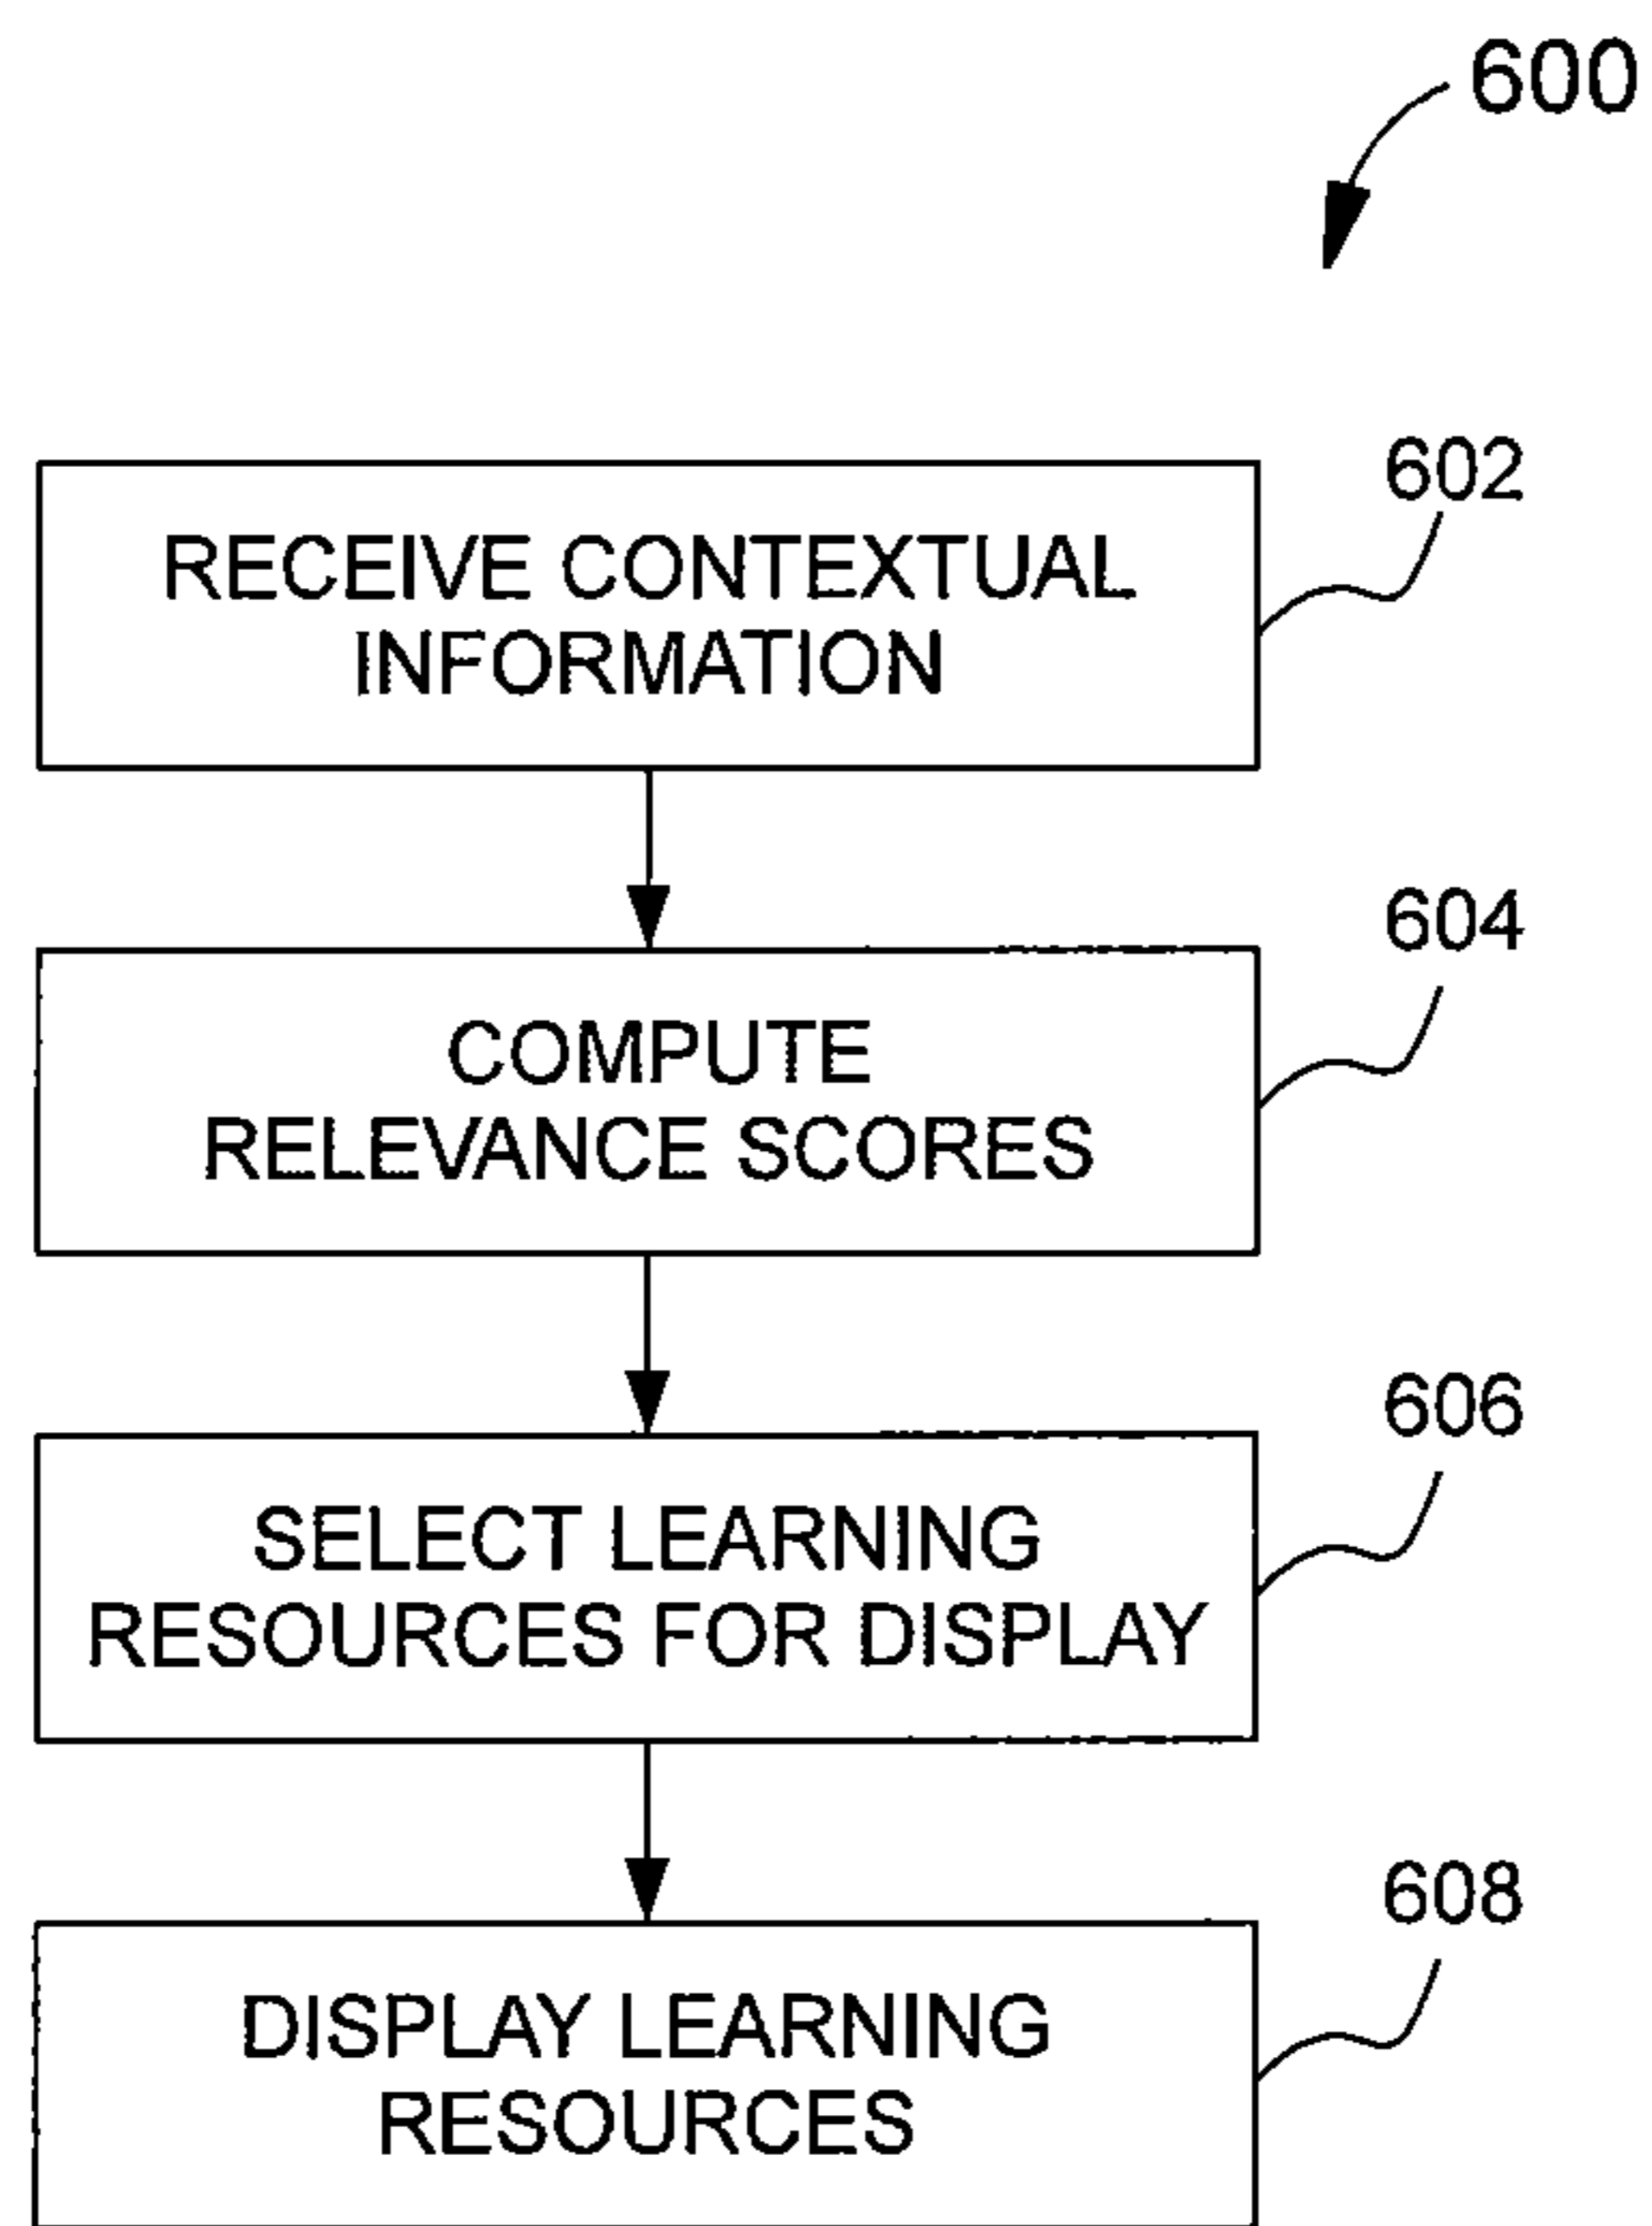 600
602
RECEIVE CONTEXTUAL
INFORMATION
604
COMPUTE
RELEVANCE SCORES
606
SELECT LEARNING
RESOURCES FOR DISPLAY
608
DISPLAY LEARNING
RESOURCES